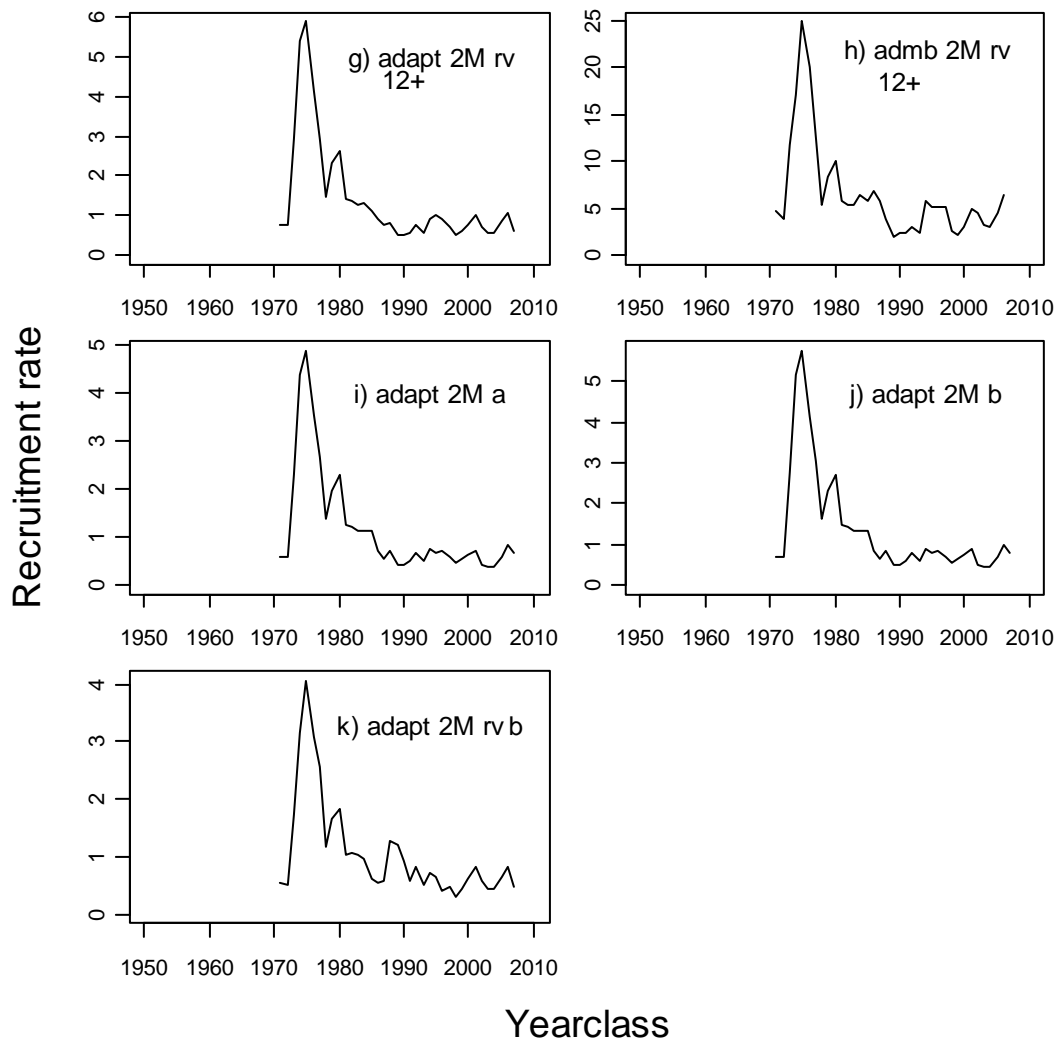 g) adapt 2M rv
12+
0 1 2 3 4 5 6
1950 1960 1970 1980 1990 2000 2010
h) admb 2M rv
12+
0 5 10 15 20 25
1950 1960 1970 1980 1990 2000 2010
i) adapt 2M a
0 1 2 3 4 5
1950 1960 1970 1980 1990 2000 2010
j) adapt 2M b
0 1 2 3 4 5
1950 1960 1970 1980 1990 2000 2010
k) adapt 2M rv b
0 1 2 3 4
1950 1960 1970 1980 1990 2000 2010
Recruitment rate
Yearclass